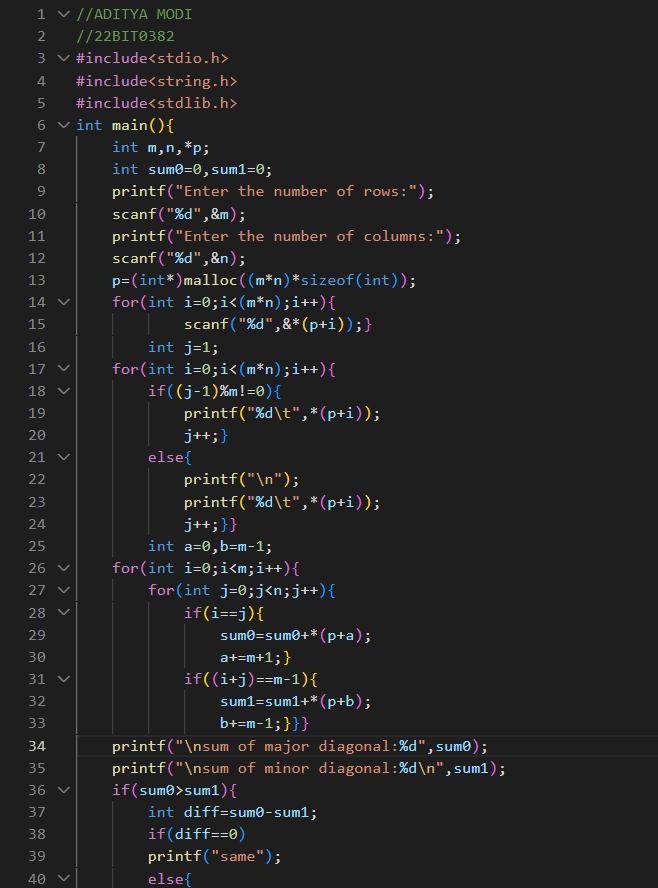 1 //ADITYA MODI
2 //22BIT0382
3 #include<stdio.h>
4 #include<string.h>
5 #include<stdlib.h>
6 int main(){
7 int m,n,*p;
8 int sum0=0,sum1=0;
9 printf("Enter the number of rows:");
10 scanf("%d",&m);
11 printf("Enter the number of columns:");
12 scanf("%d",&n);
13 p=(int*)malloc((m*n)*sizeof(int));
14 for(int i=0;i<(m*n);i++){
15 scanf("%d",&*(p+i));}
16 int j=1;
17 for(int i=0;i<(m*n);i++){
18 if((j-1)%m!=0){
19 printf("%d\t",*(p+i));
20 j++;}
21 else{
22 printf("\n");
23 printf("%d\t",*(p+i));
24 j++;}}
25 int a=0,b=m-1;
26 for(int i=0;i<m;i++){
27 for(int j=0;j<n;j++){
28 if(i==j){
29 sum0=sum0+*(p+a);
30 a+=m+1;}
31 if((i+j)==m-1){
32 sum1=sum1+*(p+b);
33 b+=m-1;}}}
34 printf("\nsum of major diagonal:%d",sum0);
35 printf("\nsum of minor diagonal:%d\n",sum1);
36 if(sum0>sum1){
37 int diff=sum0-sum1;
38 if(diff==0)
39 printf("same");
40 else{